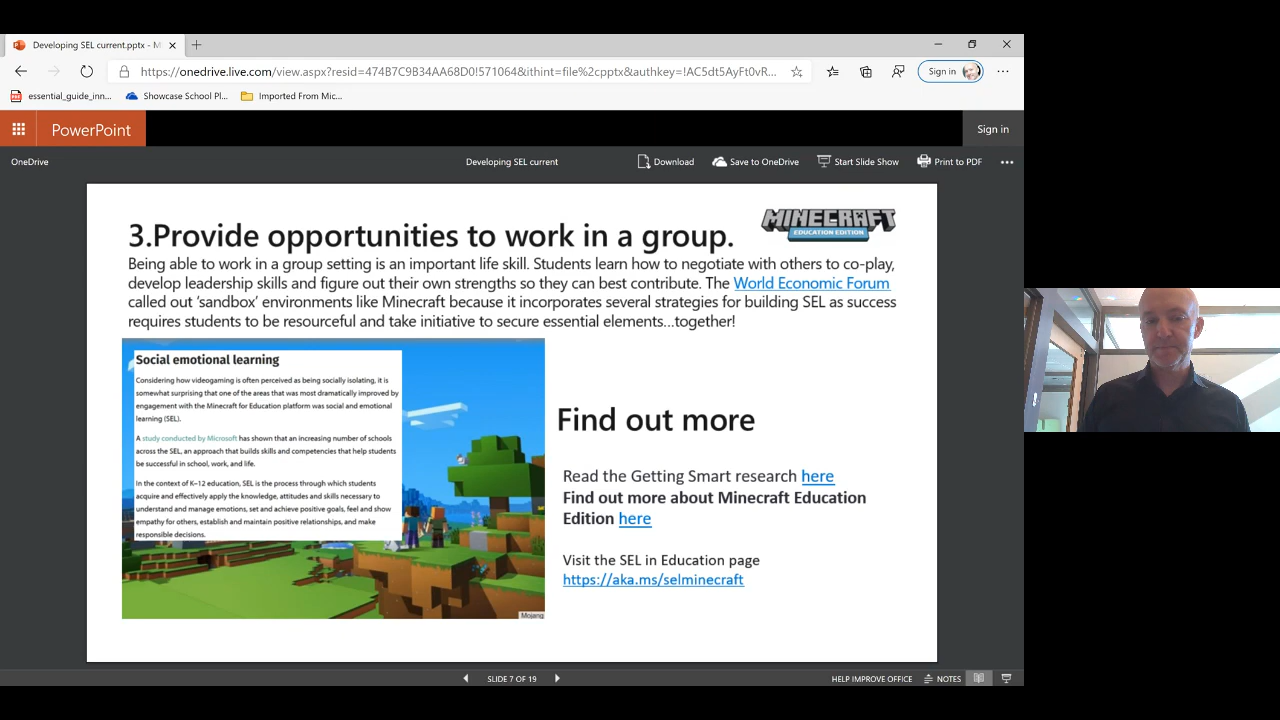 Developing SEL current.pptx - M
https://onedrive.live.com/view.aspx?resid=474B7C9B34AA68D0!571064&ithint=file%2cpptx&authkey=!AC5dt5AyFt0vR...
Sign in
essential_guide_inn...
Showcase School Pl...
Imported From Mic...
PowerPoint
Sign in
OneDrive
Developing SEL current
Download
Save to OneDrive
Start Slide Show
Print to PDF
3.Provide opportunities to work in a group.
MINECRAFT
EDUCATION EDITION
Being able to work in a group setting is an important life skill. Students learn how to negotiate with others to co-play,
develop leadership skills and figure out their own strengths so they can best contribute. The World Economic Forum
called out ‘sandbox’ environments like Minecraft because it incorporates several strategies for building SEL as success
requires students to be resourceful and take initiative to secure essential elements…together!
Social emotional learning
Considering how videogaming is often perceived as being socially isolating, it is
somewhat surprising that one of the areas that was most dramatically improved by
engagement with the Minecraft for Education platform was social and emotional
learning (SEL).
A study conducted by Microsoft has shown that an increasing number of schools
across the SEL, an approach that builds skills and competencies that help students
be successful in school, work, and life.
In the context of K–12 education, SEL is the process through which students
acquire and effectively apply the knowledge, attitudes and skills necessary to
understand and manage emotions, set and achieve positive goals, feel and show
empathy for others, establish and maintain positive relationships, and make
responsible decisions.
Mojang
Find out more
Read the Getting Smart research here
Find out more about Minecraft Education
Edition here
Visit the SEL in Education page
https://aka.ms/selminecraft
SLIDE 7 OF 19
HELP IMPROVE OFFICE
NOTES